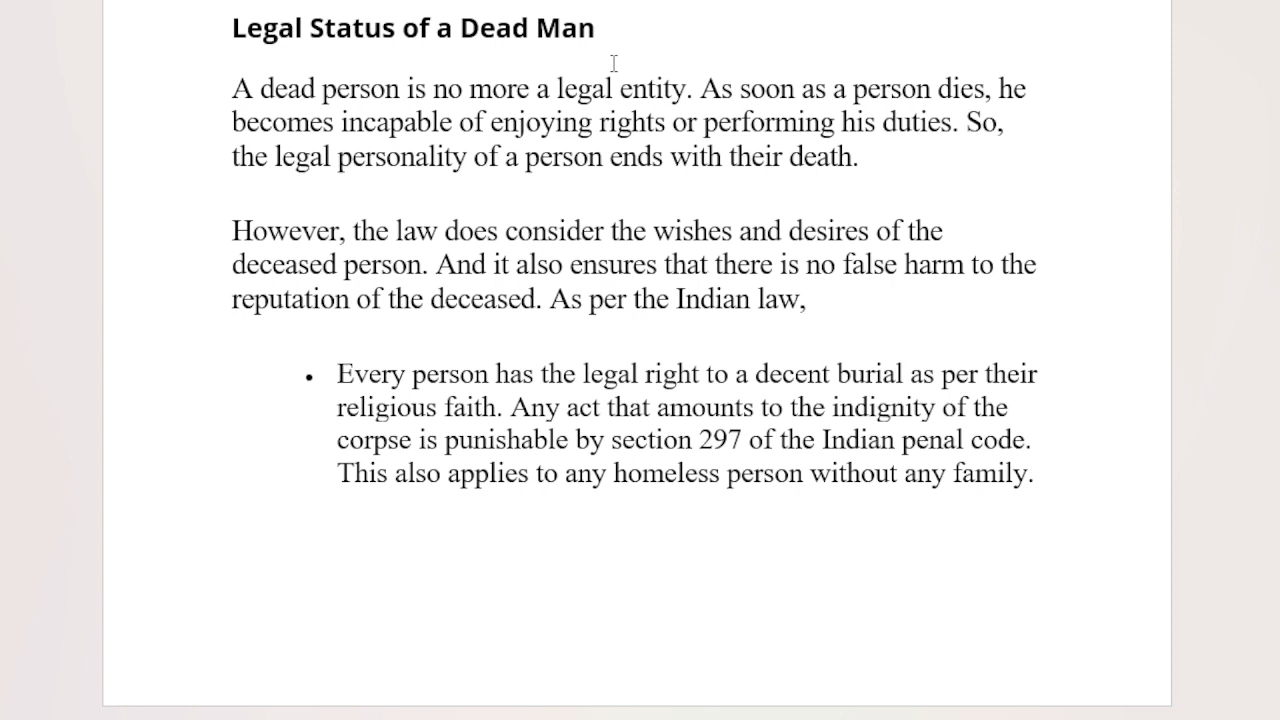 Legal Status of a Dead Man
A dead person is no more a legal entity. As soon as a person dies, he
becomes incapable of enjoying rights or performing his duties. So,
the legal personality of a person ends with their death.
However, the law does consider the wishes and desires of the
deceased person. And it also ensures that there is no false harm to the
reputation of the deceased. As per the Indian law,
• Every person has the legal right to a decent burial as per their
religious faith. Any act that amounts to the indignity of the
corpse is punishable by section 297 of the Indian penal code.
This also applies to any homeless person without any family.